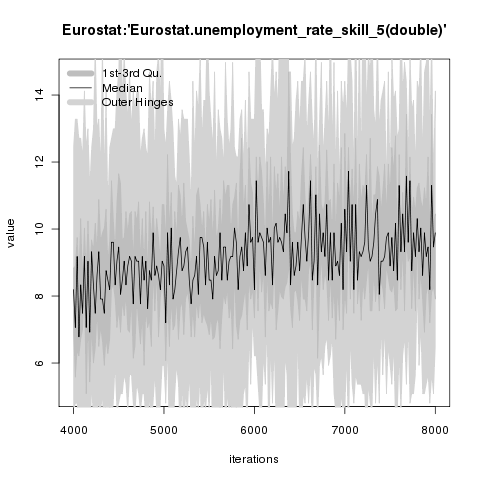 Eurostat:'Eurostat.unemployment_rate_skill_5(double)'
1st-3rd Qu.
Median
Outer Hinges
14
12
10
8
6
value
4000 5000 6000 7000 8000
iterations